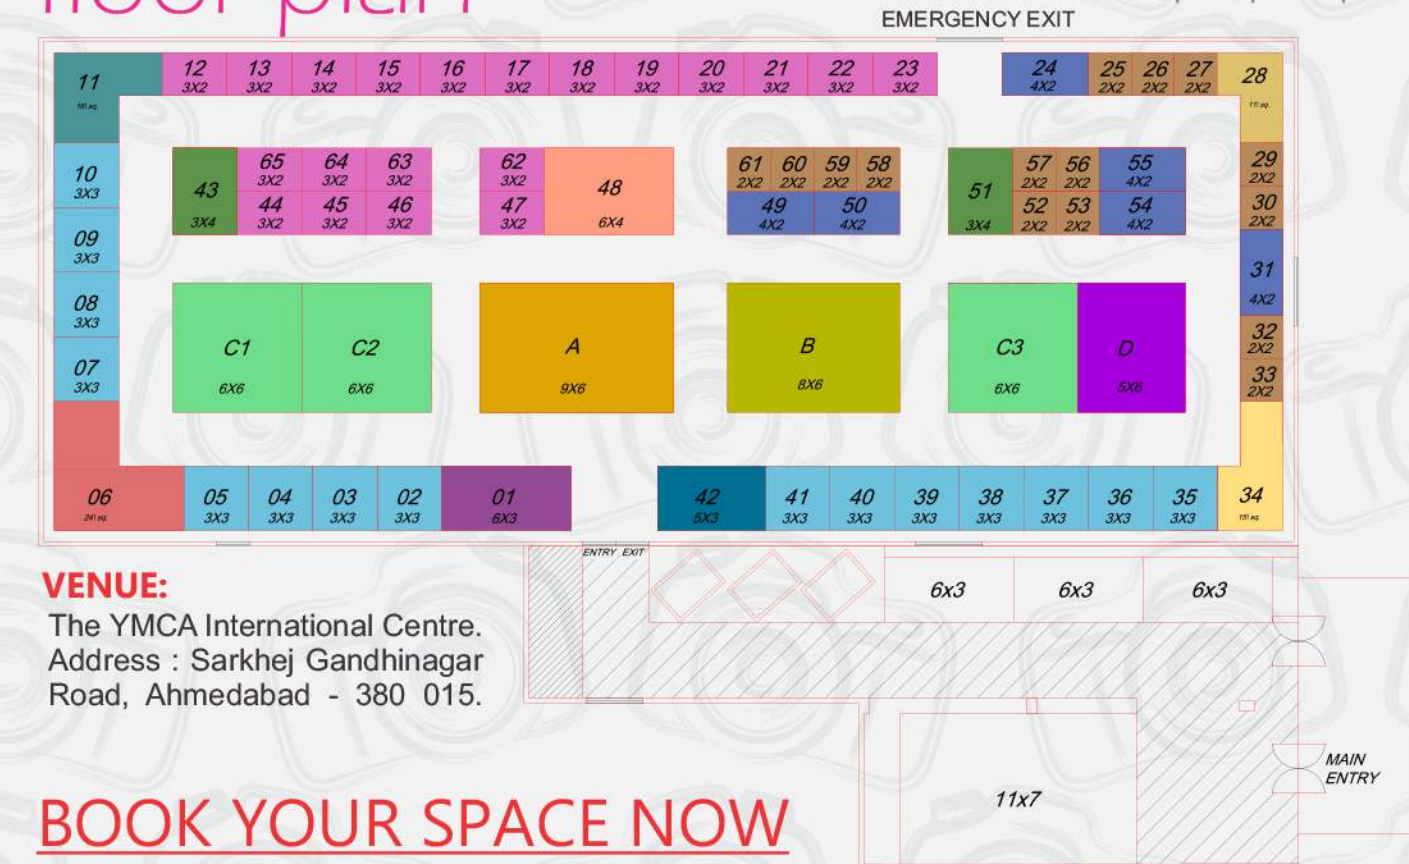 floor plan
EMERGENCY EXIT
11 12 13 14 15 16 17 18 19 20 21 22 23 24 25 26 27 28
3X2 3X2 3X2 3X2 3X2 3X2 3X2 3X2 3X2 3X2 3X2 3X2 4X2 2X2 2X2 2X2
10 43 65 64 63 62 48 61 60 59 58 51 57 56 55 29
3X3 3X4 3X2 3X2 3X2 3X2 6X4 2X2 2X2 2X2 2X2 3X4 2X2 2X2 4X2 2X2
44 45 46 47 49 50 52 53 54 30
3X2 3X2 3X2 3X2 4X2 4X2 2X2 2X2 4X2 2X2
09 31
3X3 4X2
08
3X3
C1 C2 A B C3 D 32
6X6 6X6 9X6 8X6 6X6 5X6 2X2
07 33
3X3 2X2
06 05 04 03 02 01 42 41 40 39 38 37 36 35 34
3X3 3X3 3X3 3X3 6X3 5X3 3X3 3X3 3X3 3X3 3X3 3X3 3X3
ENTRY EXIT
6x3 6x3 6x3
VENUE:
The YMCA International Centre.
Address : Sarkhej Gandhinagar
Road, Ahmedabad - 380 015.
MAIN
ENTRY
11x7
BOOK YOUR SPACE NOW